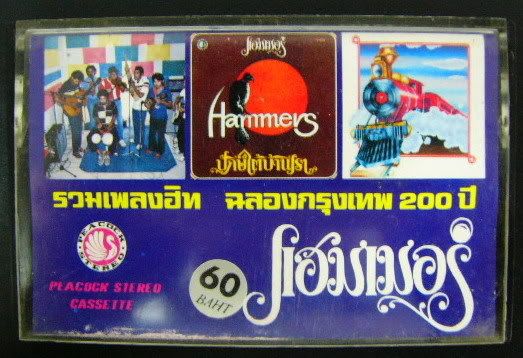 แฮมเมอร์
Hammers
ปักษ์ใต้บ้านเรา
รวมเพลงฮิท ฉลองกรุงเทพ 200 ปี
PEACOCK
STEREO
PEACOCK STEREO
CASSETTE
60
BAHT
แฮมเมอร์